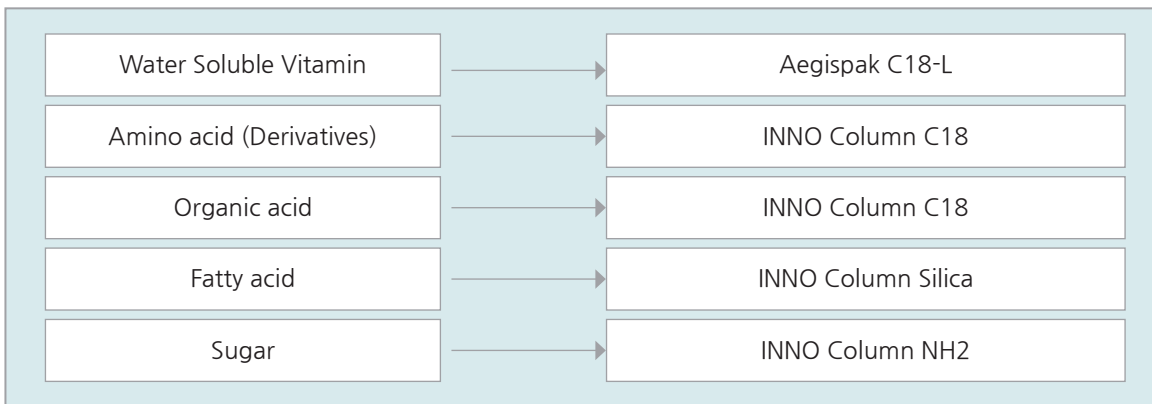 Water Soluble Vitamin
Aegispak C18-L
Amino acid (Derivatives)
INNO Column C18
Organic acid
INNO Column C18
Fatty acid
INNO Column Silica
Sugar
INNO Column NH2